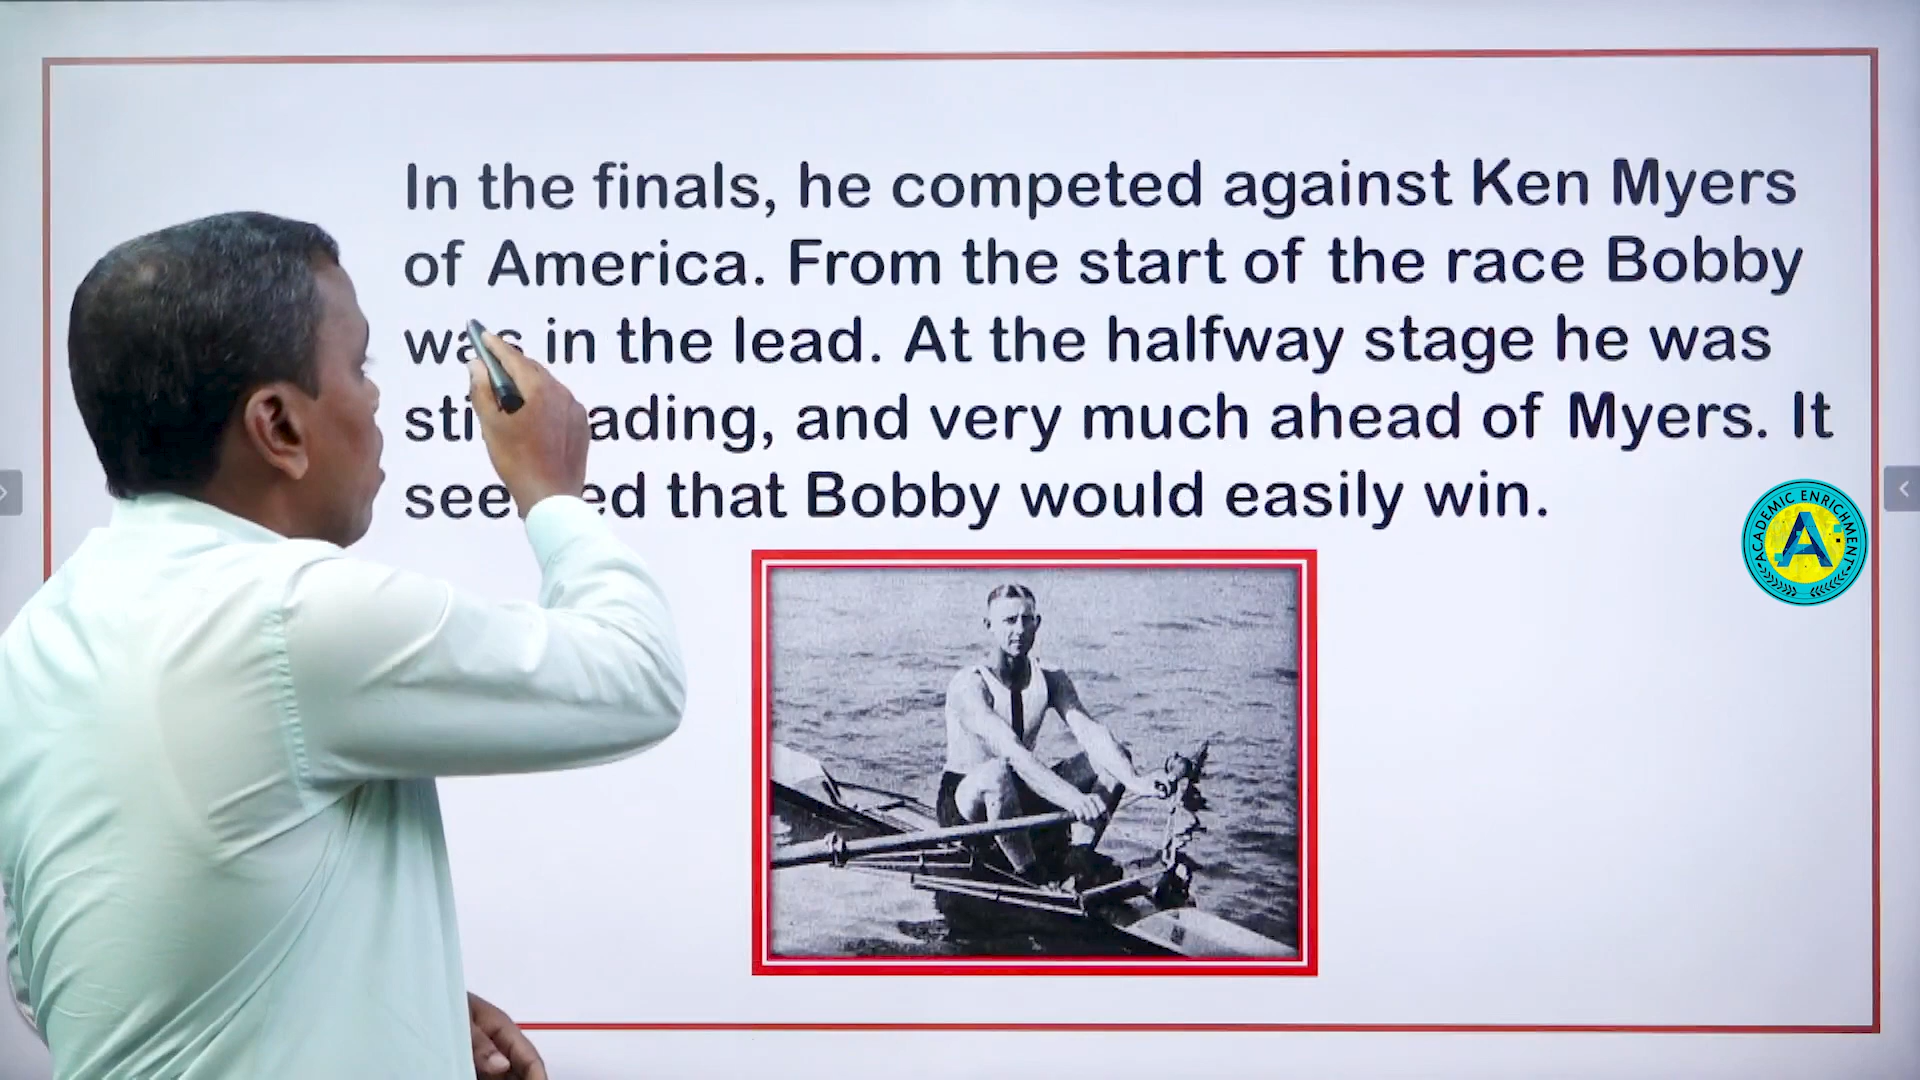 In the finals, he competed against Ken Myers
of America. From the start of the race Bobby
was in the lead. At the halfway stage he was
ading, and very much ahead of Myers. It
that Bobby would easily win.
ACADEMIC ENRICHMENT
A